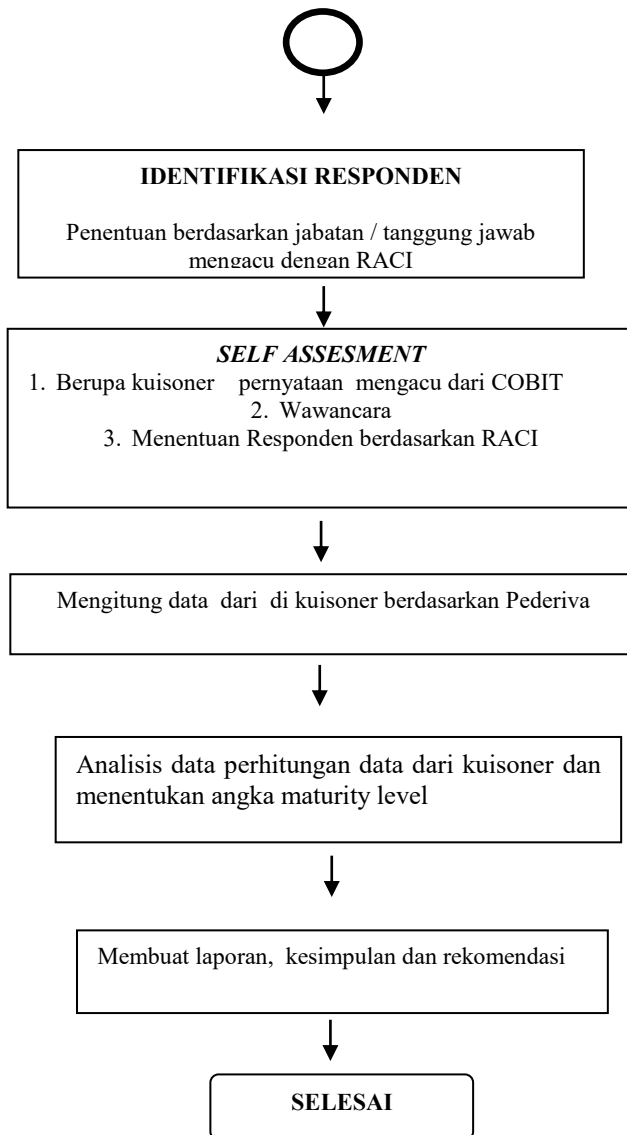 IDENTIFIKASI RESPONDEN
Penentuan berdasarkan jabatan / tanggung jawab
mengacu dengan RACI
SELF ASSESMENT
1. Berupa kuisoner pernyataan mengacu dari COBIT
2. Wawancara
3. Menentuan Responden berdasarkan RACI
Mengitung data dari di kuisoner berdasarkan Pederiva
Analisis data perhitungan data dari kuisoner dan
menentukan angka maturity level
Membuat laporan, kesimpulan dan rekomendasi
SELESAI